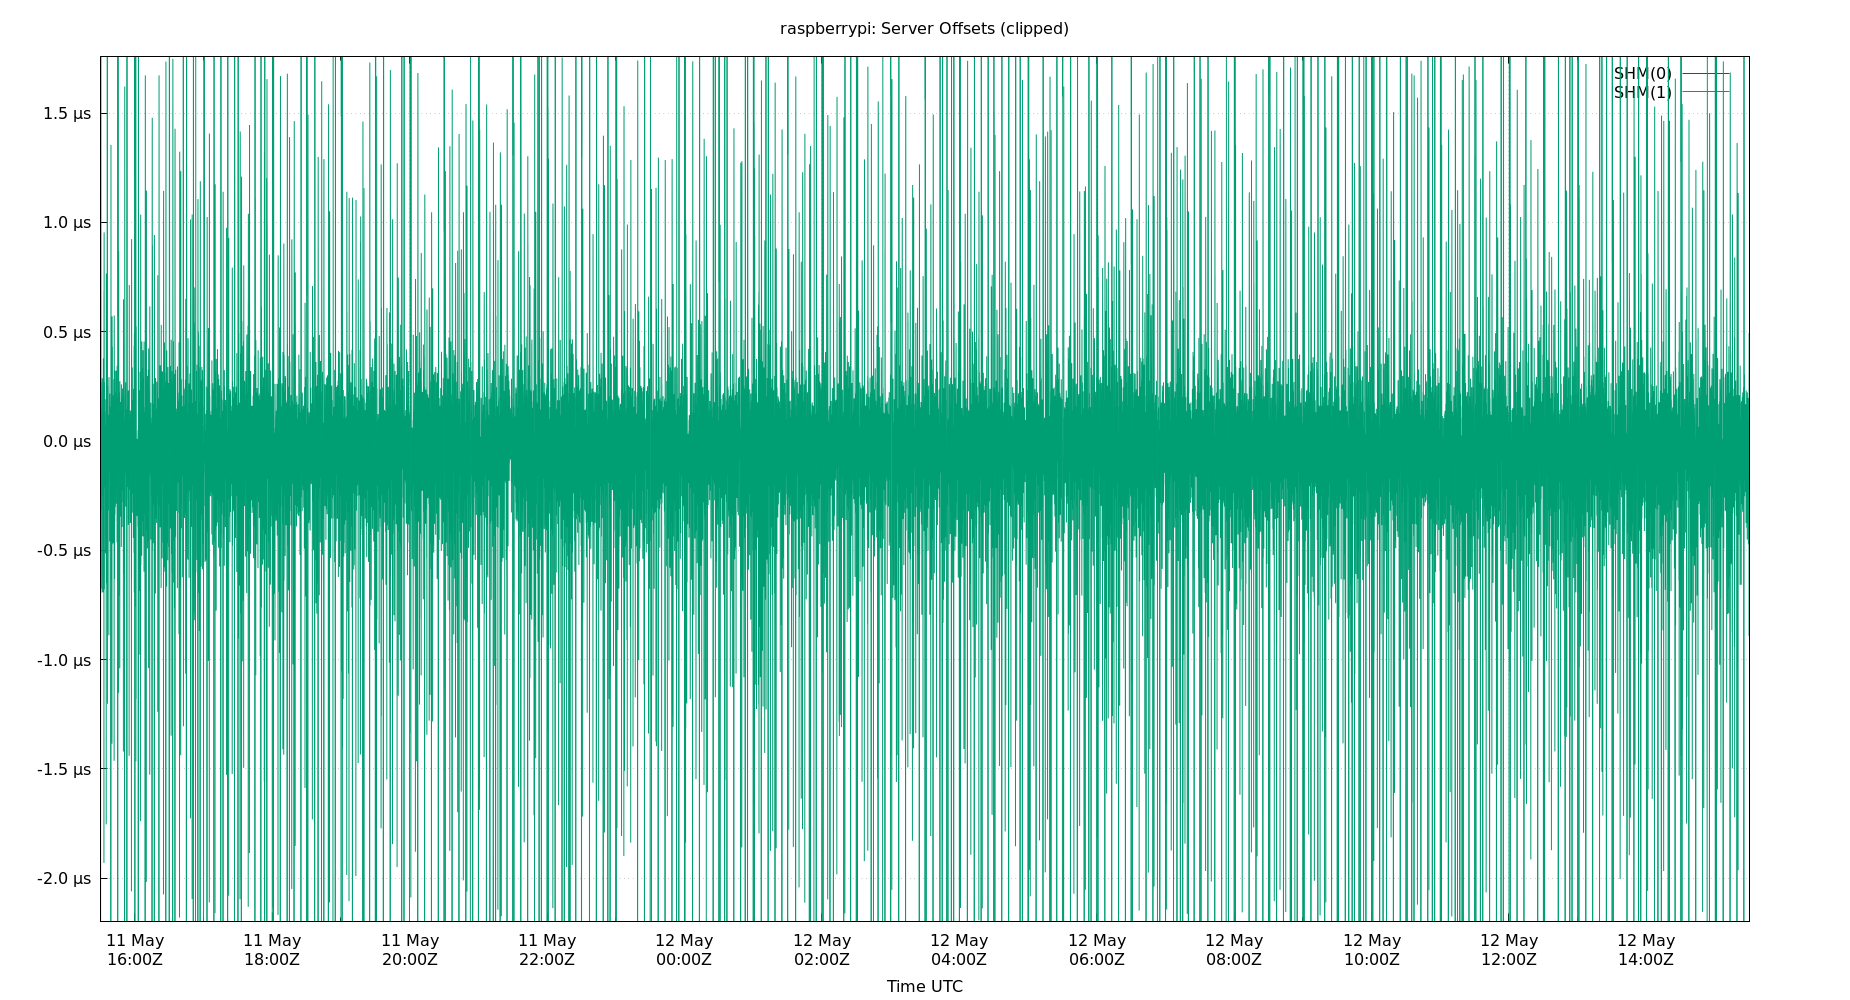 raspberrypi: Server Offsets (clipped)
SHM(0)
SHM(1)
1.5 µs
1.0 µs
0.5 µs
0.0 µs
-0.5 µs
-1.0 µs
-1.5 µs
-2.0 µs
11 May 11 May 11 May 11 May 12 May 12 May 12 May 12 May 12 May 12 May 12 May 12 May
16:00Z 18:00Z 20:00Z 22:00Z 00:00Z 02:00Z 04:00Z 06:00Z 08:00Z 10:00Z 12:00Z 14:00Z
Time UTC